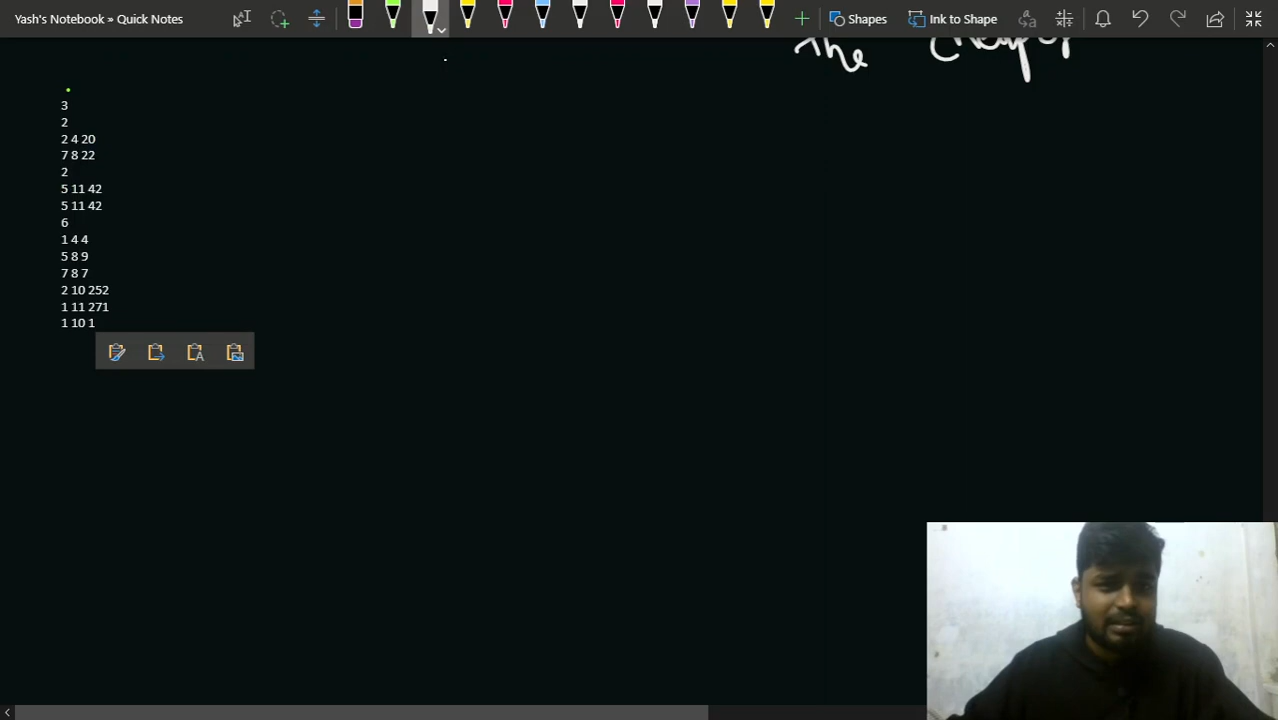 Yash's Notebook » Quick Notes
Shapes
Ink to Shape
the
3
2
2 4 20
7 8 22
2
5 11 42
5 11 42
6
1 4 4
5 8 9
7 8 7
2 10 252
1 11 271
1 10 1